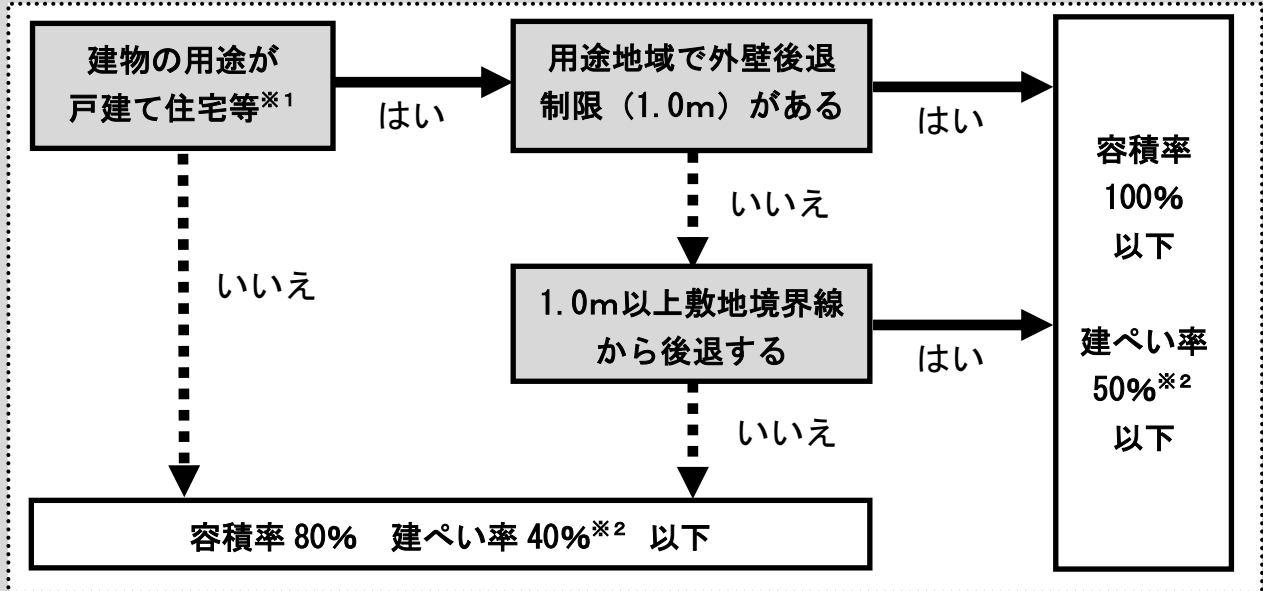 建物の用途が
戸建て住宅等※1
はい
用途地域で外壁後退
制限（1.0m）がある
はい
いいえ
いいえ
1.0m以上敷地境界線
から後退する
はい
いいえ
容積率
100%
以下
建ぺい率
50%※2
以下
容積率 80%　建ぺい率 40%※2　以下